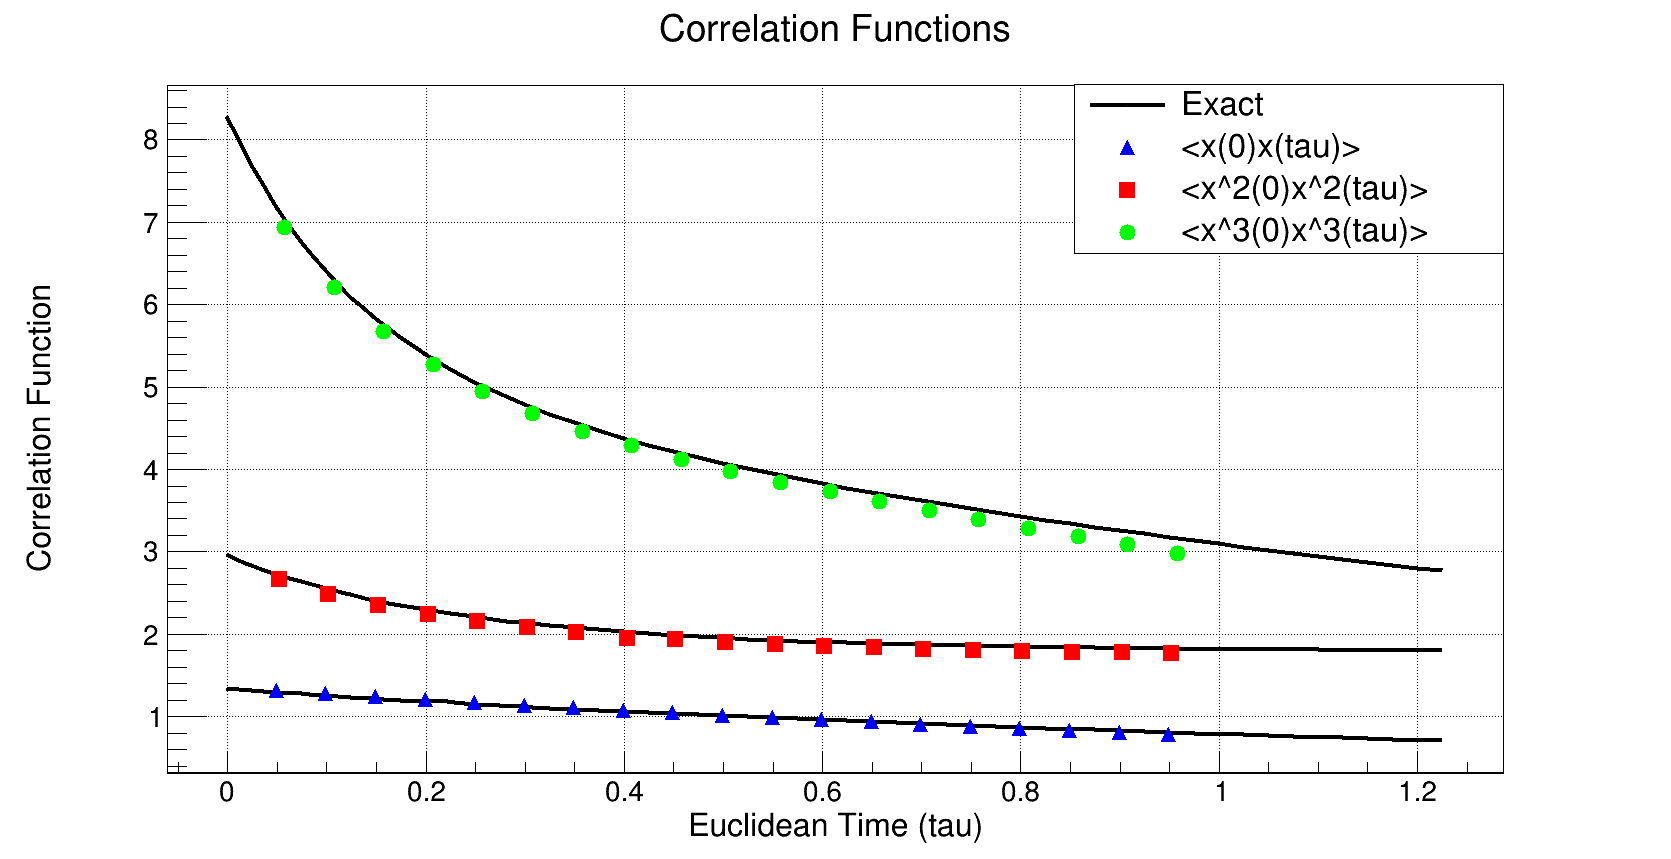 Correlation Functions
Exact
<x(0)x(tau)>
<x^2(0)x^2(tau)>
<x^3(0)x^3(tau)>
Correlation Function
8
7
6
5
4
3
2
1
0 0.2 0.4 0.6 0.8 1 1.2
Euclidean Time (tau)